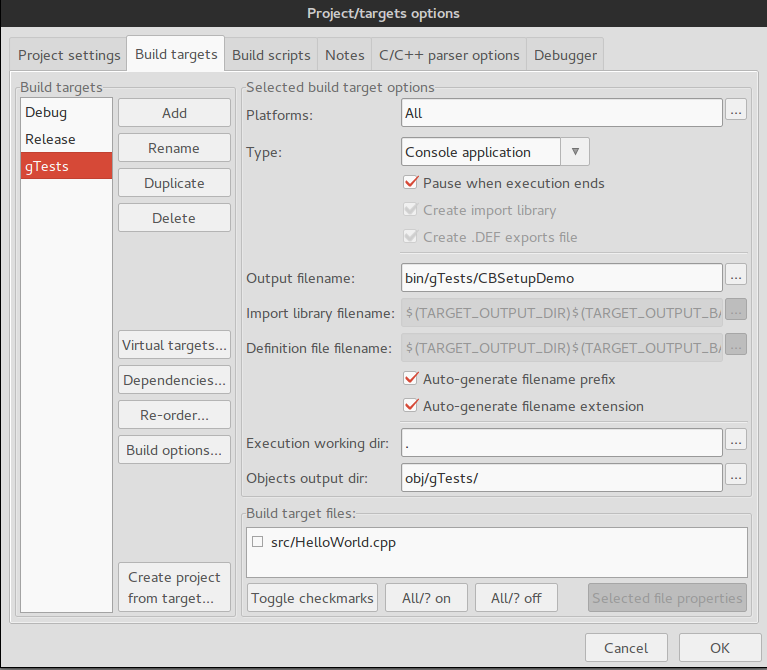 Project/targets options
Project settings
Build targets
Build scripts
Notes
C/C++ parser options
Debugger
Build targets
Debug
Release
gTests
Add
Rename
Duplicate
Delete
Virtual targets...
Dependencies...
Re-order...
Build options...
Create project
from target...
Selected build target options
Platforms:
All
...
Type:
Console application
Pause when execution ends
Create import library
Create .DEF exports file
Output filename:
bin/gTests/CBSetupDemo
...
Import library filename:
$(TARGET_OUTPUT_DIR)$(TARGET_OUTPUT_BA
...
Definition file filename:
$(TARGET_OUTPUT_DIR)$(TARGET_OUTPUT_BA
...
Auto-generate filename prefix
Auto-generate filename extension
Execution working dir:
.
...
Objects output dir:
obj/gTests/
...
Build target files:
src/HelloWorld.cpp
Toggle checkmarks
All/? on
All/? off
Selected file properties
Cancel
OK